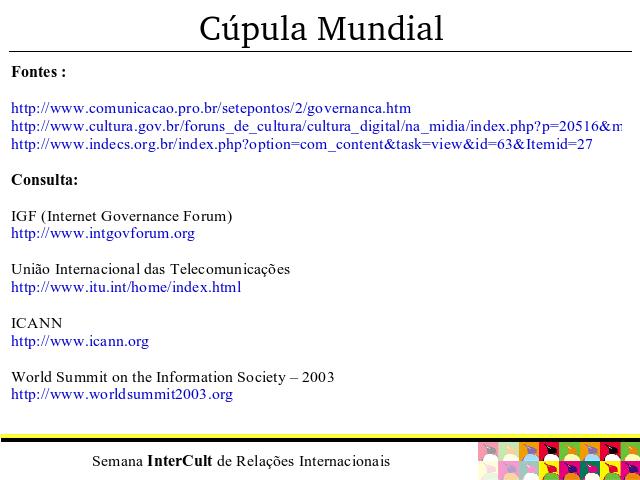 Cúpula Mundial
Fontes :
http://www.comunicacao.pro.br/setepontos/2/governanca.htm
http://www.cultura.gov.br/foruns_de_cultura/cultura_digital/na_midia/index.php?p=20516&m
http://www.indecs.org.br/index.php?option=com_content&task=view&id=63&Itemid=27
Consulta:
IGF (Internet Governance Forum)
http://www.intgovforum.org
União Internacional das Telecomunicações
http://www.itu.int/home/index.html
ICANN
http://www.icann.org
World Summit on the Information Society – 2003
http://www.worldsummit2003.org
Semana InterCult de Relações Internacionais